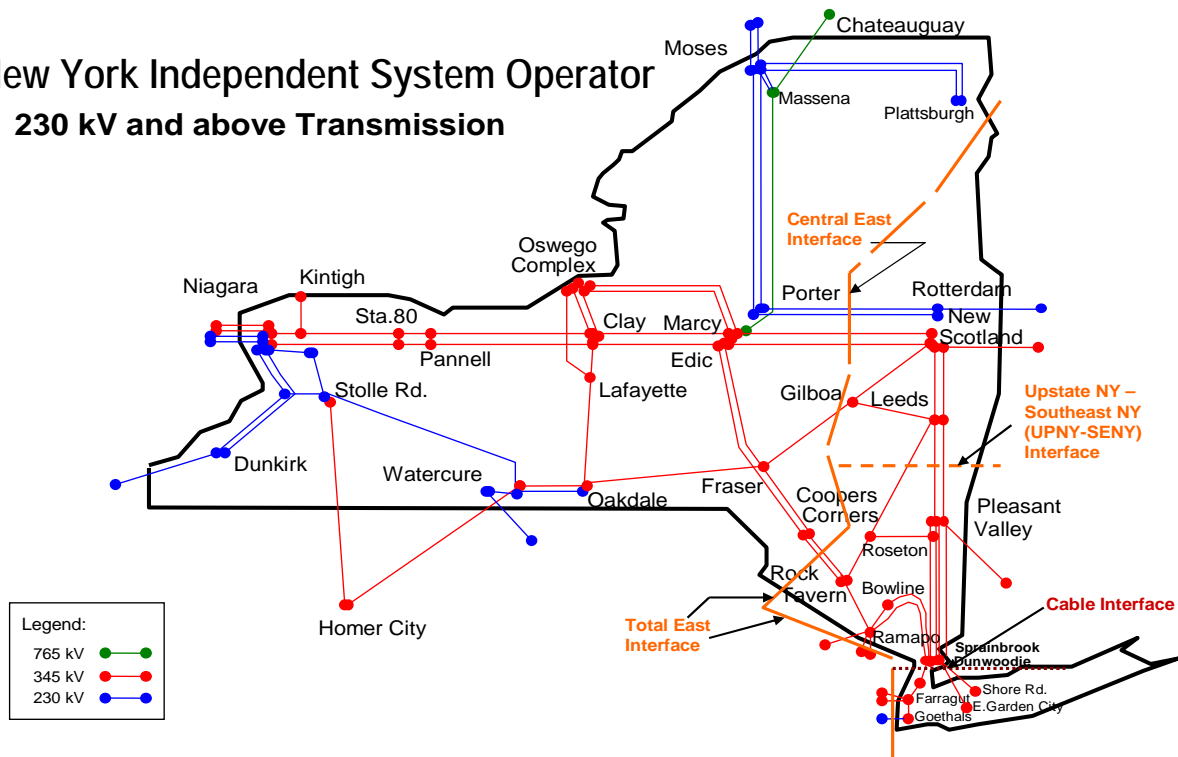 New York Independent System Operator
230 kV and above Transmission
Chateauguay
Moses
Massena
Plattsburgh
Central East
Interface
Oswego
Complex
Niagara
Kintigh
Porter
Rotterdam
Sta.80
Clay
Marcy
New
Scotland
Pannell
Edic
Stolle Rd.
Lafayette
Gilboa
Leeds
Upstate NY –
Southeast NY
(UPNY-SENY)
Interface
Dunkirk
Watercure
Oakdale
Fraser
Coopers
Corners
Pleasant
Valley
Roseton
Rock
Tavern
Bowline
Cable Interface
Homer City
Total East
Interface
Ramapo
Sprainbrook
Dunwoodie
Shore Rd.
Farragut
E.Garden City
Goethals
Legend:
765 kV
345 kV
230 kV